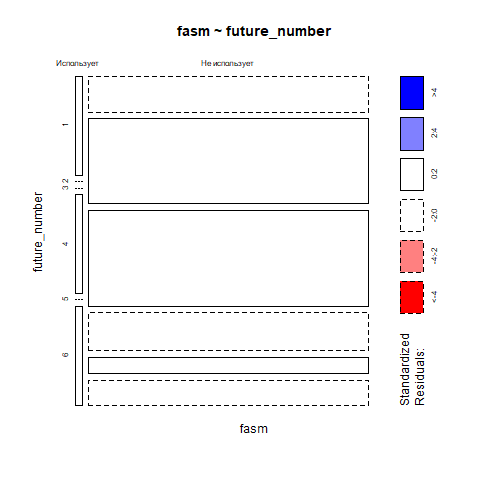 fasm ~ future_number
Использует
Не использует
1
2
3
4
5
6
future_number
fasm
>4
2:4
0:2
-2:0
-4:-2
<-4
Standardized
Residuals: